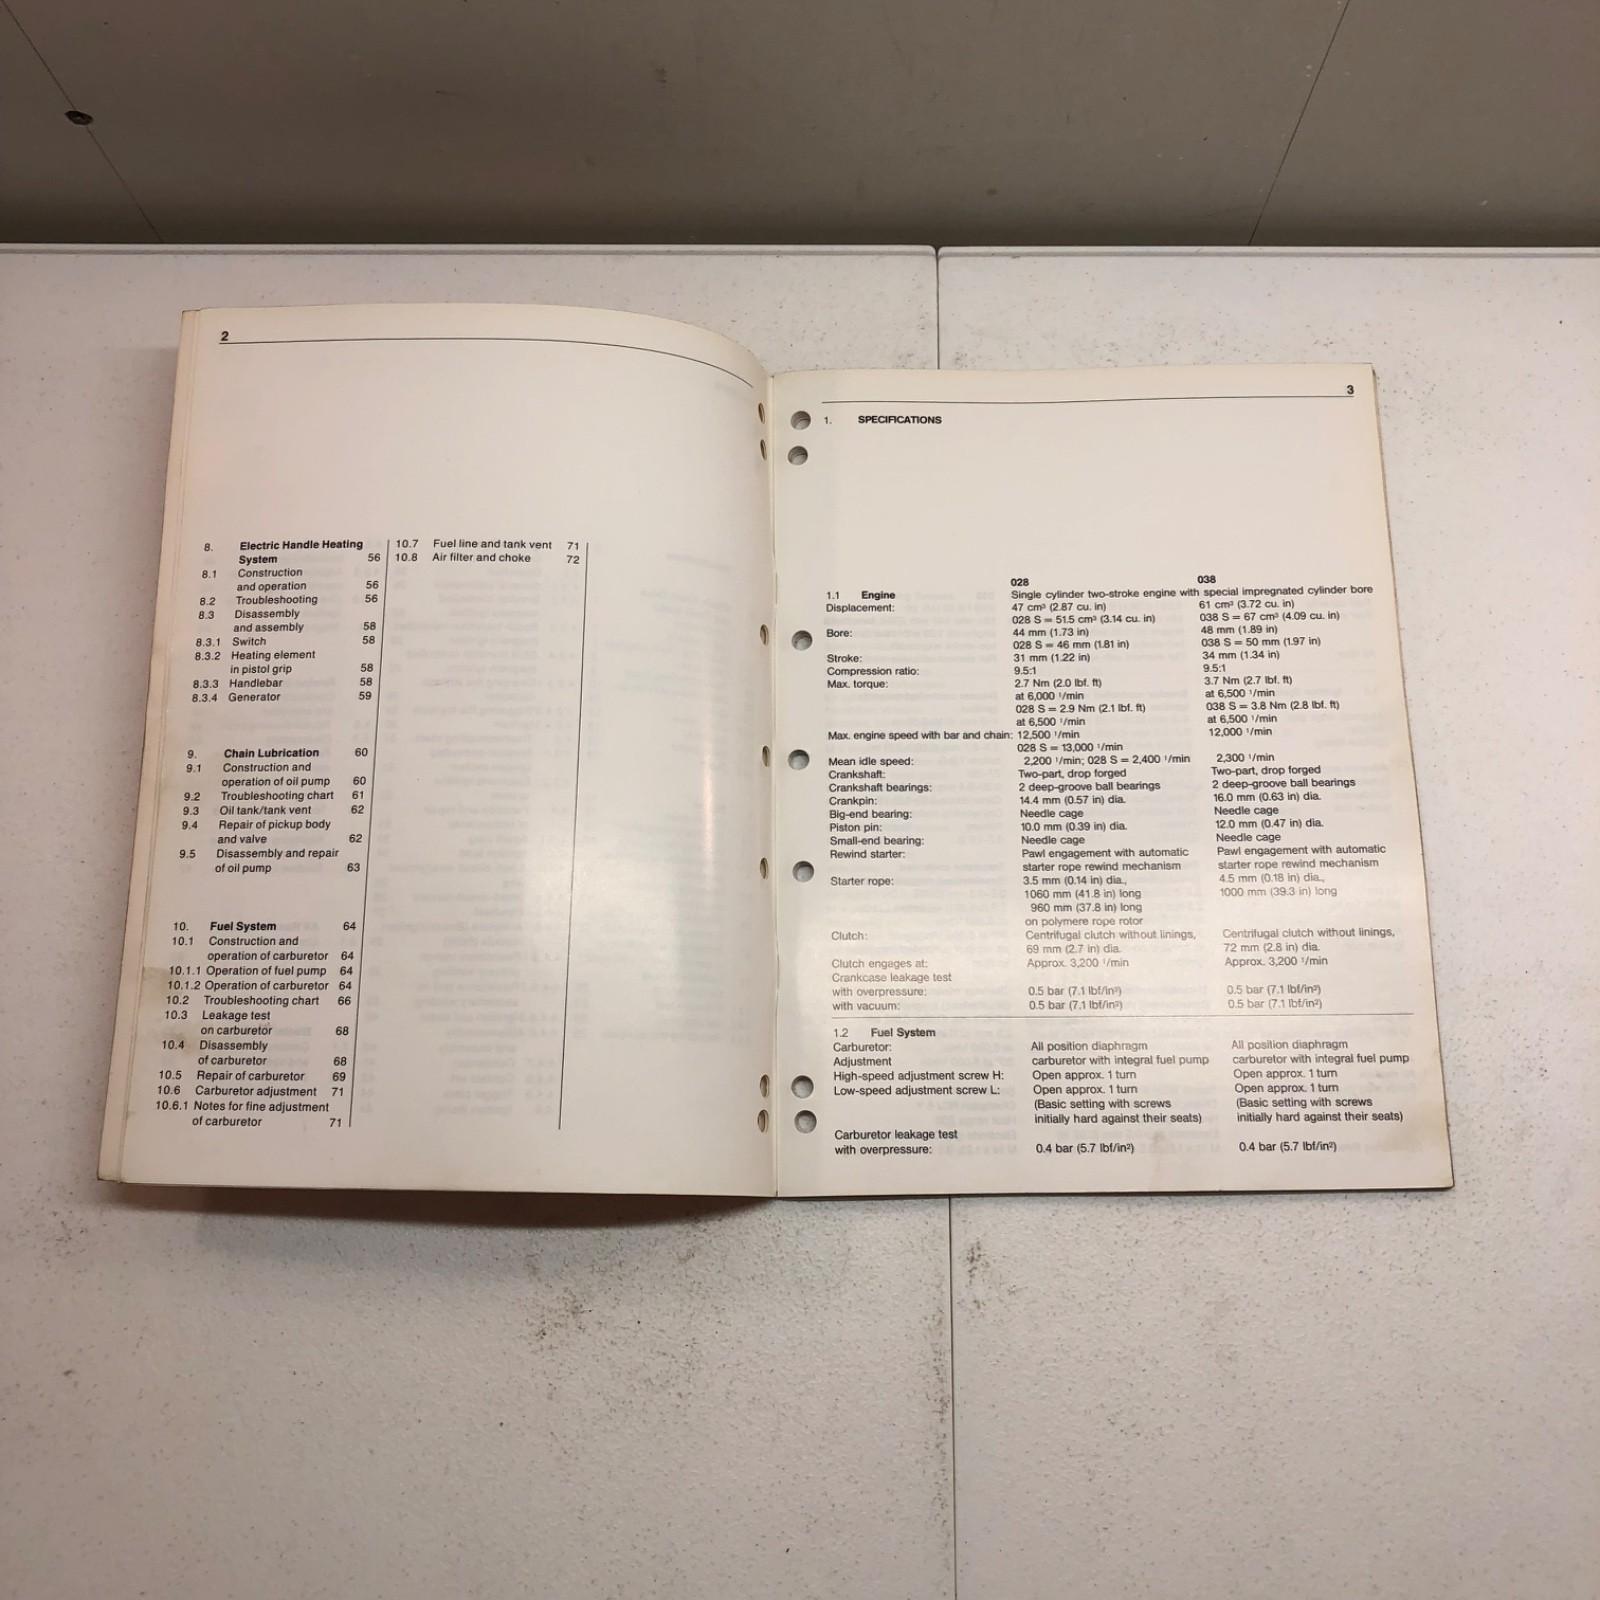 2
8. Electric Handle Heating
System 56
8.1 Construction
and operation 56
8.2 Troubleshooting 56
8.3 Disassembly
and assembly 58
8.3.1 Switch 58
8.3.2 Heating element
in pistol grip 58
8.3.3 Handlebar 58
8.3.4 Generator 59
9. Chain Lubrication 60
9.1 Construction and
operation of oil pump 60
9.2 Troubleshooting chart 61
9.3 Oil tank/tank vent 62
9.4 Repair of pickup body
and valve 62
9.5 Disassembly and repair
of oil pump 63
10. Fuel System 64
10.1 Construction and
operation of carburetor 64
10.1.1 Operation of fuel pump 64
10.1.2 Operation of carburetor 64
10.2 Troubleshooting chart 66
10.3 Leakage test
on carburetor 68
10.4 Disassembly
of carburetor 68
10.5 Repair of carburetor 69
10.6 Carburetor adjustment 71
10.6.1 Notes for fine adjustment
of carburetor 71
10.7 Fuel line and tank vent 71
10.8 Air filter and choke 72
3
1. SPECIFICATIONS
028 038
1.1 Engine Single cylinder two-stroke engine with special impregnated cylinder bore
Displacement: 47 cm³ (2.87 cu. in) 61 cm³ (3.72 cu. in)
028 S = 51.5 cm³ (3.14 cu. in) 038 S = 67 cm³ (4.09 cu. in)
Bore: 44 mm (1.73 in) 48 mm (1.89 in)
028 S = 46 mm (1.81 in) 038 S = 50 mm (1.97 in)
Stroke: 31 mm (1.22 in) 34 mm (1.34 in)
Compression ratio: 9.5:1 9.5:1
Max. torque: 2.7 Nm (2.0 lbf. ft) 3.7 Nm (2.7 lbf. ft)
at 6,000 ¹/min at 6,500 ¹/min
028 S = 2.9 Nm (2.1 lbf. ft) 038 S = 3.8 Nm (2.8 lbf. ft)
at 6,500 ¹/min at 6,500 ¹/min
Max. engine speed with bar and chain: 12,500 ¹/min 12,000 ¹/min
028 S = 13,000 ¹/min
Mean idle speed: 2,200 ¹/min; 028 S = 2,400 ¹/min 2,300 ¹/min
Crankshaft: Two-part, drop forged Two-part, drop forged
Crankshaft bearings: 2 deep-groove ball bearings 2 deep-groove ball bearings
Crankpin: 14.4 mm (0.57 in) dia. 16.0 mm (0.63 in) dia.
Big-end bearing: Needle cage Needle cage
Piston pin: 10.0 mm (0.39 in) dia. 12.0 mm (0.47 in) dia.
Small-end bearing: Needle cage Needle cage
Rewind starter: Pawl engagement with automatic Pawl engagement with automatic
starter rope rewind mechanism starter rope rewind mechanism
Starter rope: 3.5 mm (0.14 in) dia., 4.5 mm (0.18 in) dia.,
1060 mm (41.8 in) long 1000 mm (39.3 in) long
960 mm (37.8 in) long
on polymere rope rotor
Clutch: Centrifugal clutch without linings, Centrifugal clutch without linings,
69 mm (2.7 in) dia. 72 mm (2.8 in) dia.
Clutch engages at: Approx. 3,200 ¹/min Approx. 3,200 ¹/min
Crankcase leakage test
with overpressure: 0.5 bar (7.1 lbf/in²) 0.5 bar (7.1 lbf/in²)
with vacuum: 0.5 bar (7.1 lbf/in²) 0.5 bar (7.1 lbf/in²)
1.2 Fuel System
Carburetor: All position diaphragm All position diaphragm
Adjustment carburetor with integral fuel pump carburetor with integral fuel pump
High-speed adjustment screw H: Open approx. 1 turn Open approx. 1 turn
Low-speed adjustment screw L: Open approx. 1 turn Open approx. 1 turn
(Basic setting with screws (Basic setting with screws
initially hard against their seats) initially hard against their seats)
Carburetor leakage test
with overpressure: 0.4 bar (5.7 lbf/in²) 0.4 bar (5.7 lbf/in²)